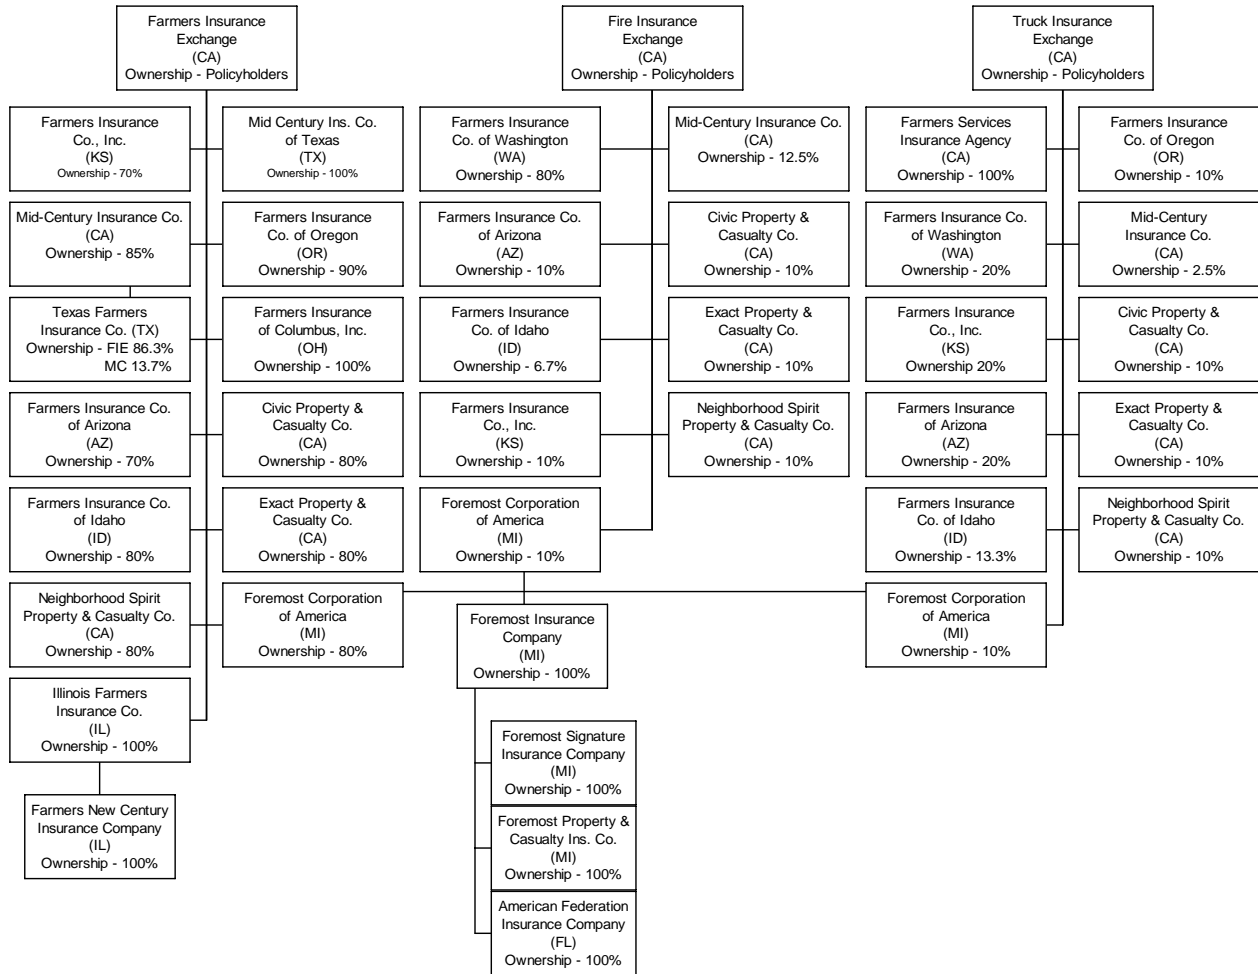 Farmers Insurance
Exchange
(CA)
Ownership - Policyholders
Fire Insurance
Exchange
(CA)
Ownership - Policyholders
Truck Insurance
Exchange
(CA)
Ownership - Policyholders
Farmers Insurance
Co., Inc.
(KS)
Ownership - 70%
Mid Century Ins. Co.
of Texas
(TX)
Ownership - 100%
Farmers Insurance
Co. of Washington
(WA)
Ownership - 80%
Mid-Century Insurance Co.
(CA)
Ownership - 12.5%
Farmers Services
Insurance Agency
(CA)
Ownership - 100%
Farmers Insurance
Co. of Oregon
(OR)
Ownership - 10%
Mid-Century Insurance Co.
(CA)
Ownership - 85%
Farmers Insurance
Co. of Oregon
(OR)
Ownership - 90%
Farmers Insurance Co.
of Arizona
(AZ)
Ownership - 10%
Civic Property &
Casualty Co.
(CA)
Ownership - 10%
Farmers Insurance Co.
of Washington
(WA)
Ownership - 20%
Mid-Century
Insurance Co.
(CA)
Ownership - 2.5%
Texas Farmers
Insurance Co. (TX)
Ownership - FIE 86.3%
MC 13.7%
Farmers Insurance
of Columbus, Inc.
(OH)
Ownership - 100%
Farmers Insurance
Co. of Idaho
(ID)
Ownership - 6.7%
Exact Property &
Casualty Co.
(CA)
Ownership - 10%
Farmers Insurance
Co., Inc.
(KS)
Ownership 20%
Civic Property &
Casualty Co.
(CA)
Ownership - 10%
Farmers Insurance Co.
of Arizona
(AZ)
Ownership - 70%
Civic Property &
Casualty Co.
(CA)
Ownership - 80%
Farmers Insurance
Co., Inc.
(KS)
Ownership - 10%
Neighborhood Spirit
Property & Casualty Co.
(CA)
Ownership - 10%
Farmers Insurance
of Arizona
(AZ)
Ownership - 20%
Exact Property &
Casualty Co.
(CA)
Ownership - 10%
Farmers Insurance Co.
of Idaho
(ID)
Ownership - 80%
Exact Property &
Casualty Co.
(CA)
Ownership - 80%
Foremost Corporation
of America
(MI)
Ownership - 10%
Farmers Insurance
Co. of Idaho
(ID)
Ownership - 13.3%
Neighborhood Spirit
Property & Casualty Co.
(CA)
Ownership - 10%
Neighborhood Spirit
Property & Casualty Co.
(CA)
Ownership - 80%
Foremost Corporation
of America
(MI)
Ownership - 80%
Foremost Insurance
Company
(MI)
Ownership - 100%
Foremost Corporation
of America
(MI)
Ownership - 10%
Illinois Farmers
Insurance Co.
(IL)
Ownership - 100%
Foremost Signature
Insurance Company
(MI)
Ownership - 100%
Farmers New Century
Insurance Company
(IL)
Ownership - 100%
Foremost Property &
Casualty Ins. Co.
(MI)
Ownership - 100%
American Federation
Insurance Company
(FL)
Ownership - 100%